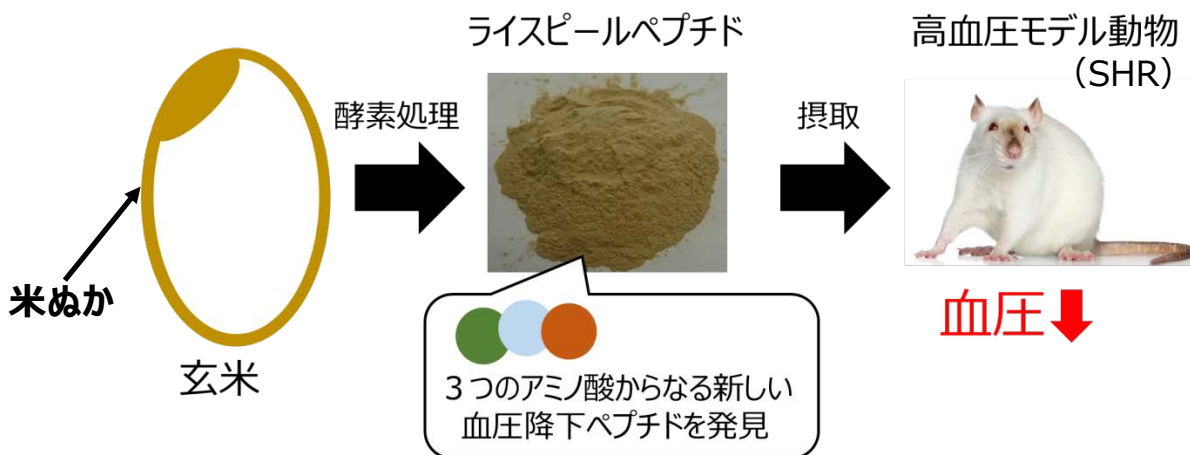 ライスピールペプチド
高血圧モデル動物
（SHR）
酵素処理
摂取
米ぬか
玄米
３つのアミノ酸からなる新しい
血圧降下ペプチドを発見
血圧